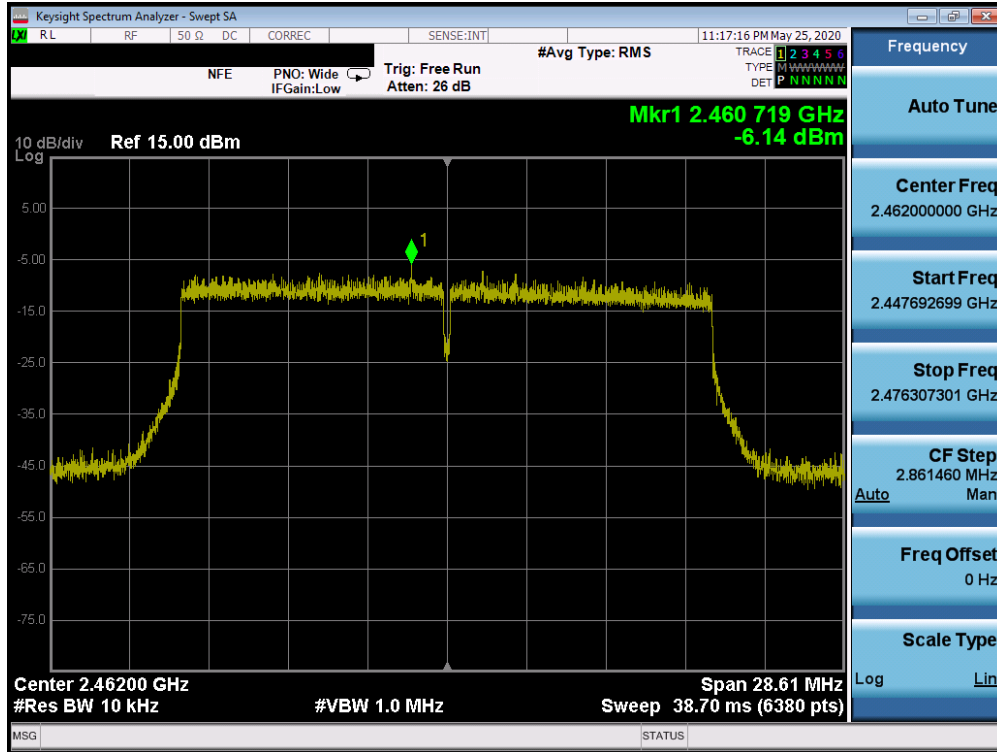 Keysight Spectrum Analyzer - Swept SA
LXI RL RF 50 Ω DC CORREC SENSE:INT 11:17:16 PM May 25, 2020
#Avg Type: RMS
TRACE 1 2 3 4 5 6
TYPE M W W W W W
DET P N N N N N
NFE PNO: Wide Trig: Free Run
IFGain:Low Atten: 26 dB
Mkr1 2.460 719 GHz
-6.14 dBm
10 dB/div Ref 15.00 dBm
Log
1
5.00
-5.00
-15.0
-25.0
-35.0
-45.0
-55.0
-65.0
-75.0
Center 2.46200 GHz Span 28.61 MHz
#Res BW 10 kHz #VBW 1.0 MHz Sweep 38.70 ms (6380 pts)
MSG STATUS
Frequency
Auto Tune
Center Freq
2.462000000 GHz
Start Freq
2.447692699 GHz
Stop Freq
2.476307301 GHz
CF Step
2.861460 MHz
Auto Man
Freq Offset
0 Hz
Scale Type
Log Lin